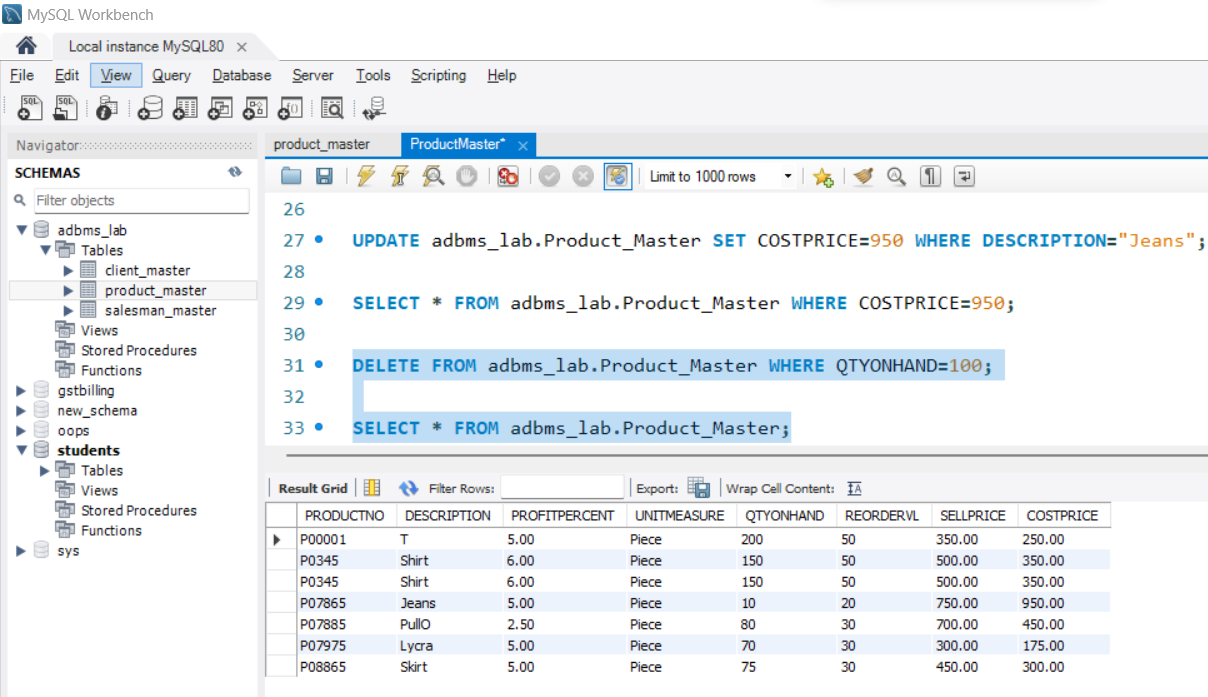 MySQL Workbench
Local instance MySQL80
File Edit View Query Database Server Tools Scripting Help
SQL SQL
Navigator
SCHEMAS
Filter objects
adbms_lab
Tables
client_master
product_master
salesman_master
Views
Stored Procedures
Functions
gstbilling
new_schema
oops
students
Tables
Views
Stored Procedures
Functions
sys
product_master ProductMaster*
Limit to 1000 rows
26
27 UPDATE adbms_lab.Product_Master SET COSTPRICE=950 WHERE DESCRIPTION="Jeans";
28
29 SELECT * FROM adbms_lab.Product_Master WHERE COSTPRICE=950;
30
31 DELETE FROM adbms_lab.Product_Master WHERE QTYONHAND=100;
32
33 SELECT * FROM adbms_lab.Product_Master;
Result Grid Filter Rows: Export: Wrap Cell Content:
PRODUCTNO DESCRIPTION PROFITPERCENT UNITMEASURE QTYONHAND REORDERVL SELLPRICE COSTPRICE
P00001 T 5.00 Piece 200 50 350.00 250.00
P0345 Shirt 6.00 Piece 150 50 500.00 350.00
P0345 Shirt 6.00 Piece 150 50 500.00 350.00
P07865 Jeans 5.00 Piece 10 20 750.00 950.00
P07885 PullO 2.50 Piece 80 30 700.00 450.00
P07975 Lycra 5.00 Piece 70 30 300.00 175.00
P08865 Skirt 5.00 Piece 75 30 450.00 300.00